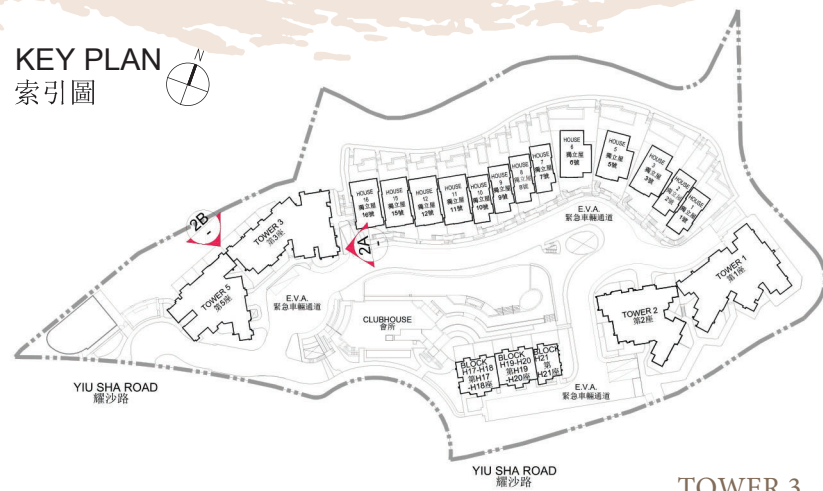 KEY PLAN
索引圖
N
HOUSE
16
獨立屋
16號
HOUSE
15
獨立屋
15號
HOUSE
12
獨立屋
12號
HOUSE
11
獨立屋
11號
HOUSE
10
獨立屋
10號
HOUSE
9
獨立屋
9號
HOUSE
8
獨立屋
8號
HOUSE
7
獨立屋
7號
HOUSE
6
獨立屋
6號
HOUSE
5
獨立屋
5號
HOUSE
3
獨立屋
3號
HOUSE
2
獨立屋
2號
HOUSE
1
獨立屋
1號
E.V.A.
緊急車輛通道
2B
-
TOWER 3
第3座
2A
-
TOWER 5
第5座
E.V.A.
緊急車輛通道
CLUBHOUSE
會所
TOWER 1
第1座
TOWER 2
第2座
BLOCK
H17-H18
第H17
-H18座
BLOCK
H19-H20
第H19
-H20座
BLOCK
H21
第
H21座
E.V.A.
緊急車輛通道
YIU SHA ROAD
耀沙路
YIU SHA ROAD
耀沙路
TOWER 3